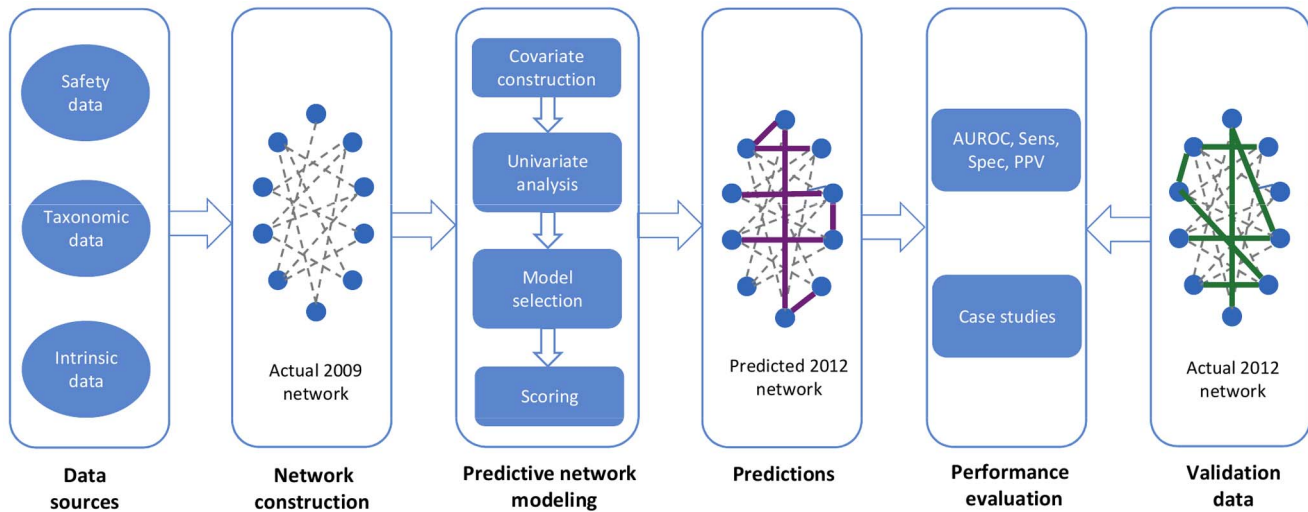 Safety
data
Taxonomic
data
Intrinsic
data
Data
sources
Actual 2009
network
Network
construction
Covariate
construction
Univariate
analysis
Model
selection
Scoring
Predictive network
modeling
Predicted 2012
network
Predictions
AUROC, Sens,
Spec, PPV
Case studies
Performance
evaluation
Actual 2012
network
Validation
data